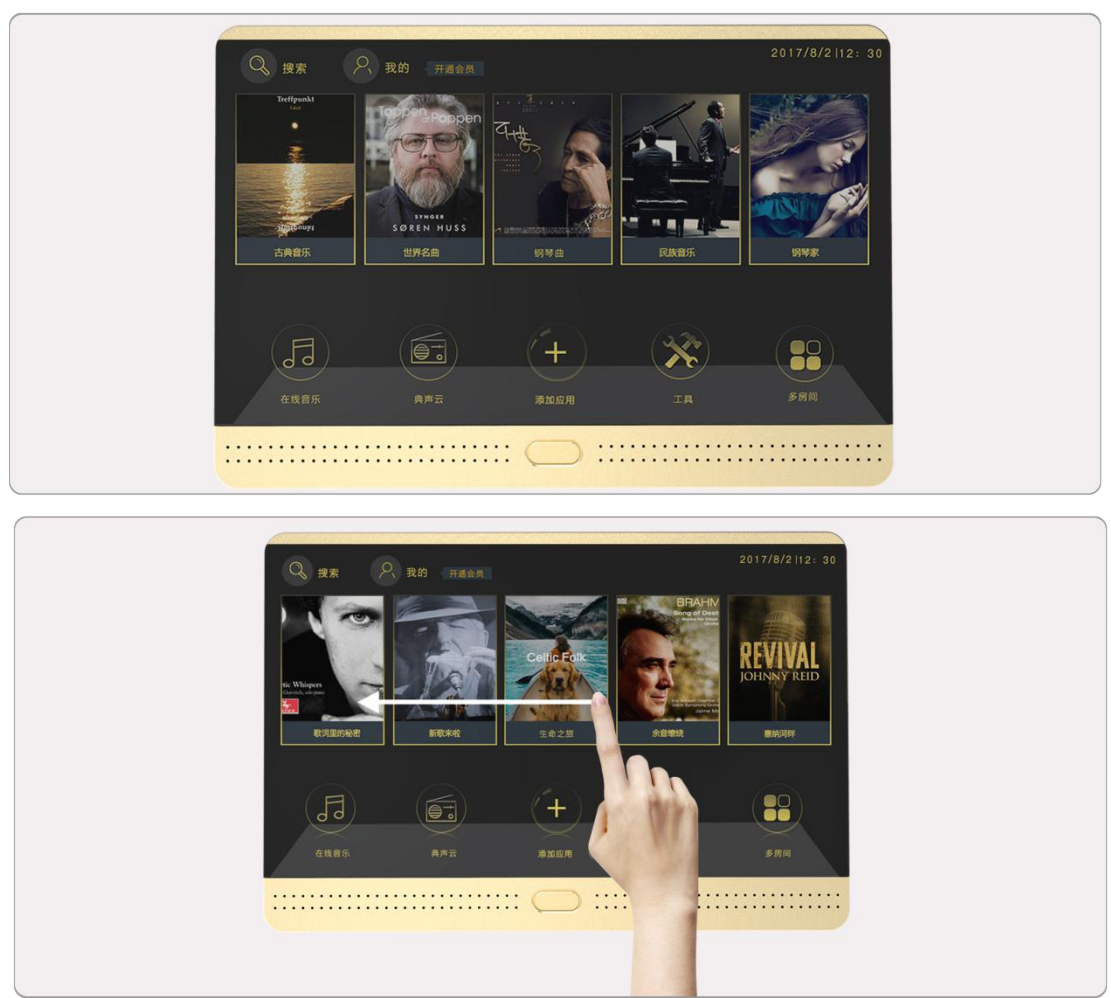 2017/8/2|12: 30
搜索
我的
开通会员
Treffpunkt
Toppen af Poppen
SYNGER
SØREN HUSS
古典音乐
世界名曲
钢琴曲
民族音乐
钢琴家
在线音乐
典声云
添加应用
工具
多房间
2017/8/2|12: 30
搜索
我的
开通会员
tic Whispers
Celtic Folk
BRAHM
Song of Dest
REVIVAL
JOHNNY REID
歌词里的秘密
新歌来啦
生命之旅
余音缭绕
塞纳河畔
在线音乐
典声云
添加应用
多房间